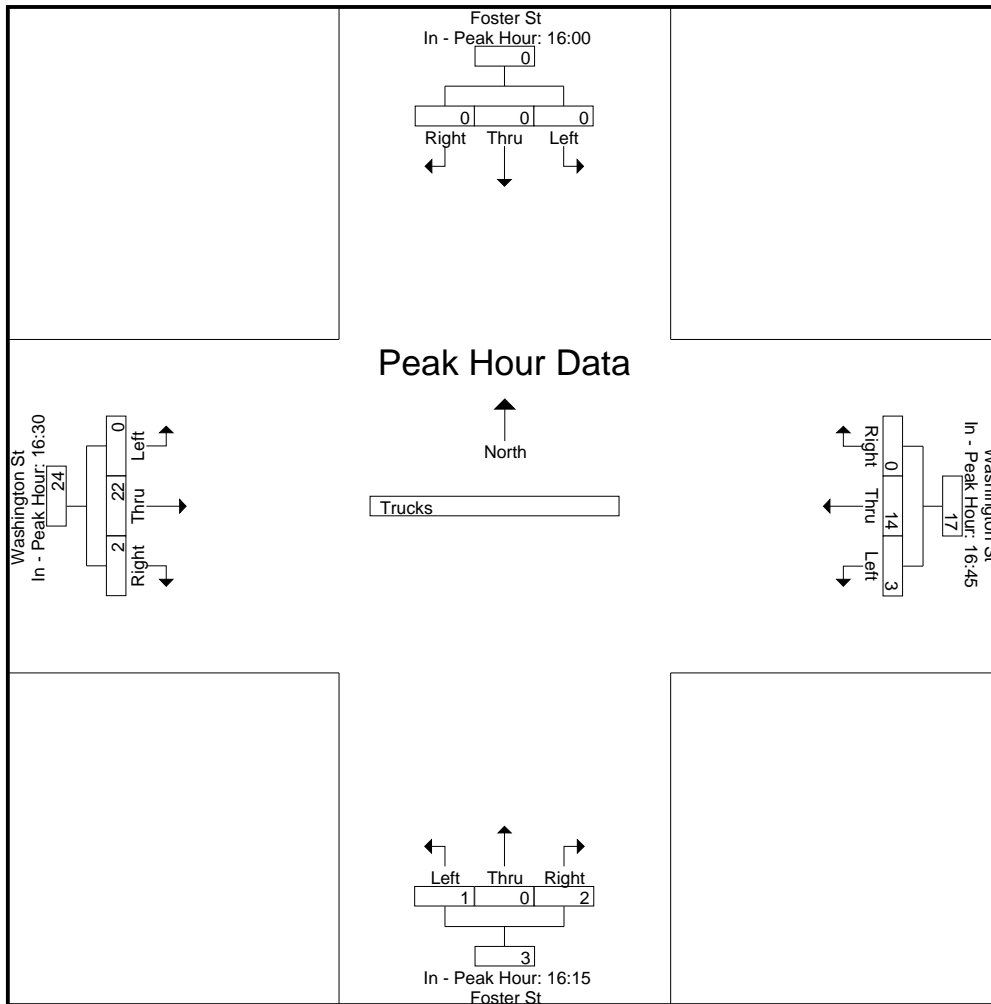 Foster St
In - Peak Hour: 16:00
0
0 0 0
Right Thru Left
Peak Hour Data
North
Trucks
Washington St
In - Peak Hour: 16:30
24
0 22 2
Left Thru Right
Right Thru Left
0 14 3
17
In - Peak Hour: 16:45
Washington St
Left Thru Right
1 0 2
3
In - Peak Hour: 16:15
Foster St